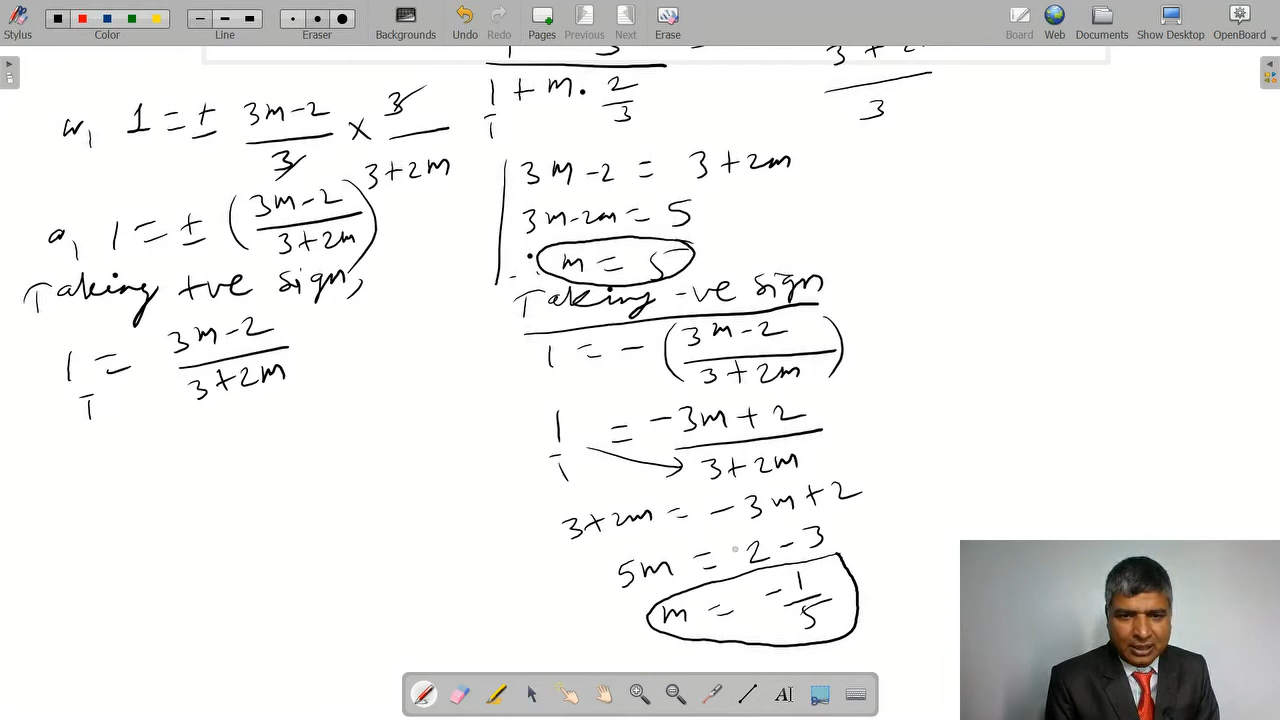 Stylus
Color
Line
Eraser
Backgrounds
Undo
Redo
Pages
Previous
Next
Erase
Board
Web
Documents
Show Desktop
OpenBoard
1 + m · 2/3
3
or, 1 = ± (3m-2)/3 × 3/(3+2m)
1 = ± ((3m-2)/(3+2m))
Taking +ve sign,
1/1 = (3m-2)/(3+2m)
3m-2 = 3+2m
3m-2m = 5
m = 5
Taking -ve sign
1 = - ((3m-2)/(3+2m))
1/1 = (-3m+2)/(3+2m)
3+2m = -3m+2
5m = 2-3
m = -1/5